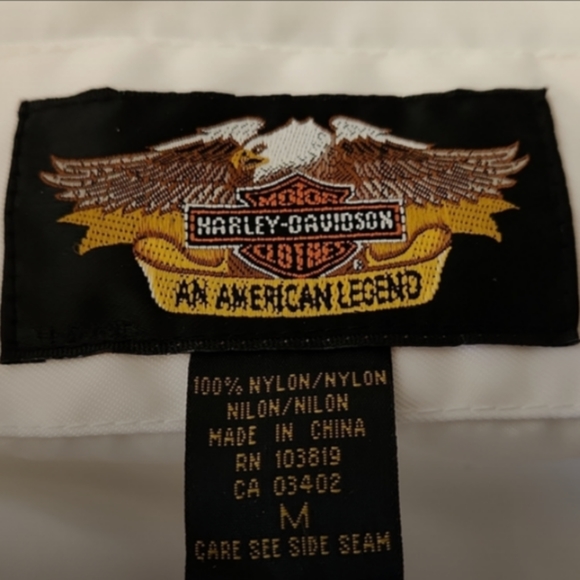 MOTOR
HARLEY-DAVIDSON
CLOTHES
®
AN AMERICAN LEGEND
100% NYLON/NYLON
NILON/NILON
MADE IN CHINA
RN 103819
CA 03402
M
CARE SEE SIDE SEAM